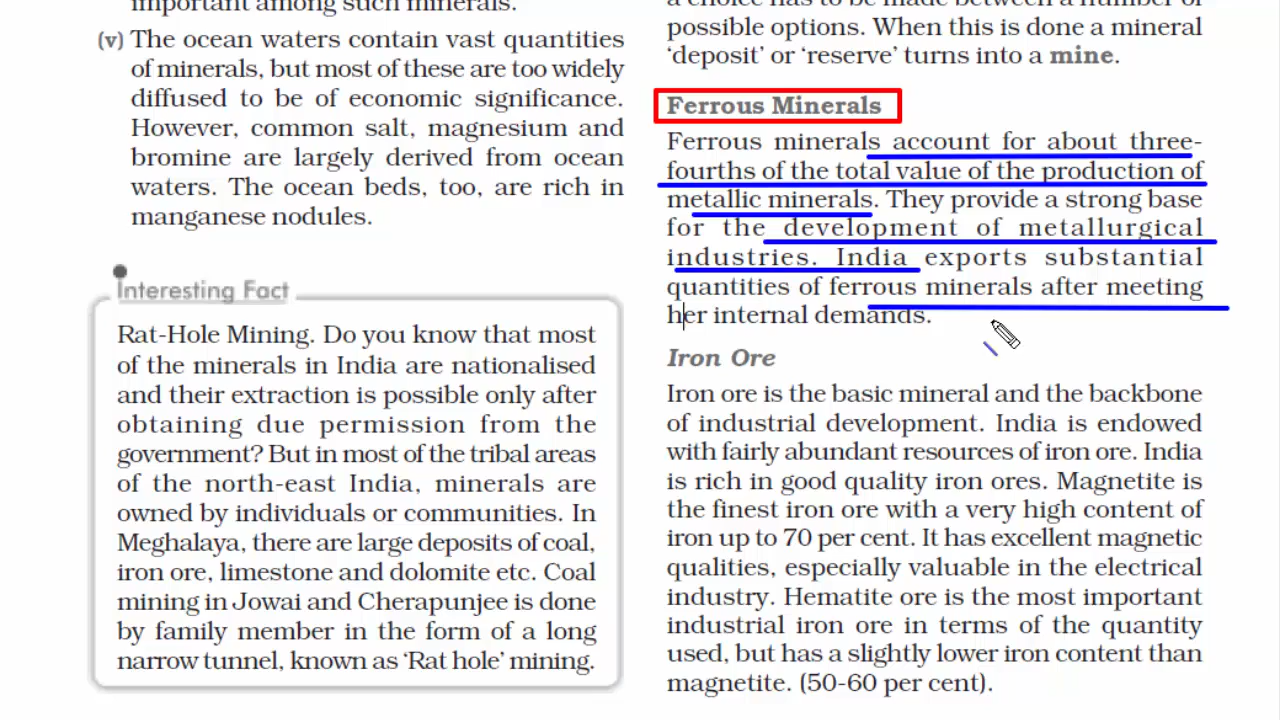 important among such minerals.
(v) The ocean waters contain vast quantities
of minerals, but most of these are too widely
diffused to be of economic significance.
However, common salt, magnesium and
bromine are largely derived from ocean
waters. The ocean beds, too, are rich in
manganese nodules.
Interesting Fact
Rat-Hole Mining. Do you know that most
of the minerals in India are nationalised
and their extraction is possible only after
obtaining due permission from the
government? But in most of the tribal areas
of the north-east India, minerals are
owned by individuals or communities. In
Meghalaya, there are large deposits of coal,
iron ore, limestone and dolomite etc. Coal
mining in Jowai and Cherapunjee is done
by family member in the form of a long
narrow tunnel, known as ‘Rat hole’ mining.
a choice has to be made between a number of
possible options. When this is done a mineral
‘deposit’ or ‘reserve’ turns into a mine.
Ferrous Minerals
Ferrous minerals account for about three-
fourths of the total value of the production of
metallic minerals. They provide a strong base
for the development of metallurgical
industries. India exports substantial
quantities of ferrous minerals after meeting
her internal demands.
Iron Ore
Iron ore is the basic mineral and the backbone
of industrial development. India is endowed
with fairly abundant resources of iron ore. India
is rich in good quality iron ores. Magnetite is
the finest iron ore with a very high content of
iron up to 70 per cent. It has excellent magnetic
qualities, especially valuable in the electrical
industry. Hematite ore is the most important
industrial iron ore in terms of the quantity
used, but has a slightly lower iron content than
magnetite. (50-60 per cent).